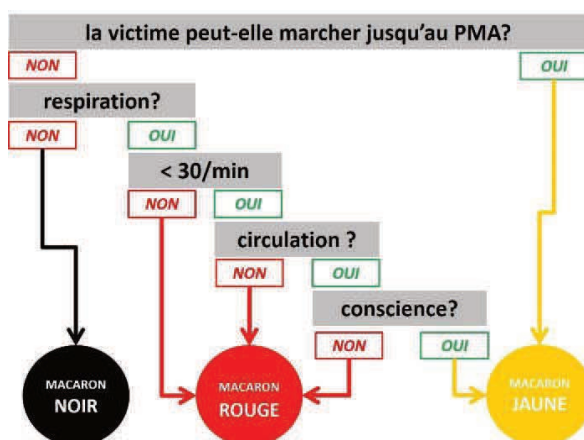 la victime peut-elle marcher jusqu'au PMA?
NON
OUI
respiration?
NON
OUI
< 30/min
NON
OUI
circulation ?
NON
OUI
conscience?
NON
OUI
MACARON
NOIR
MACARON
ROUGE
MACARON
JAUNE